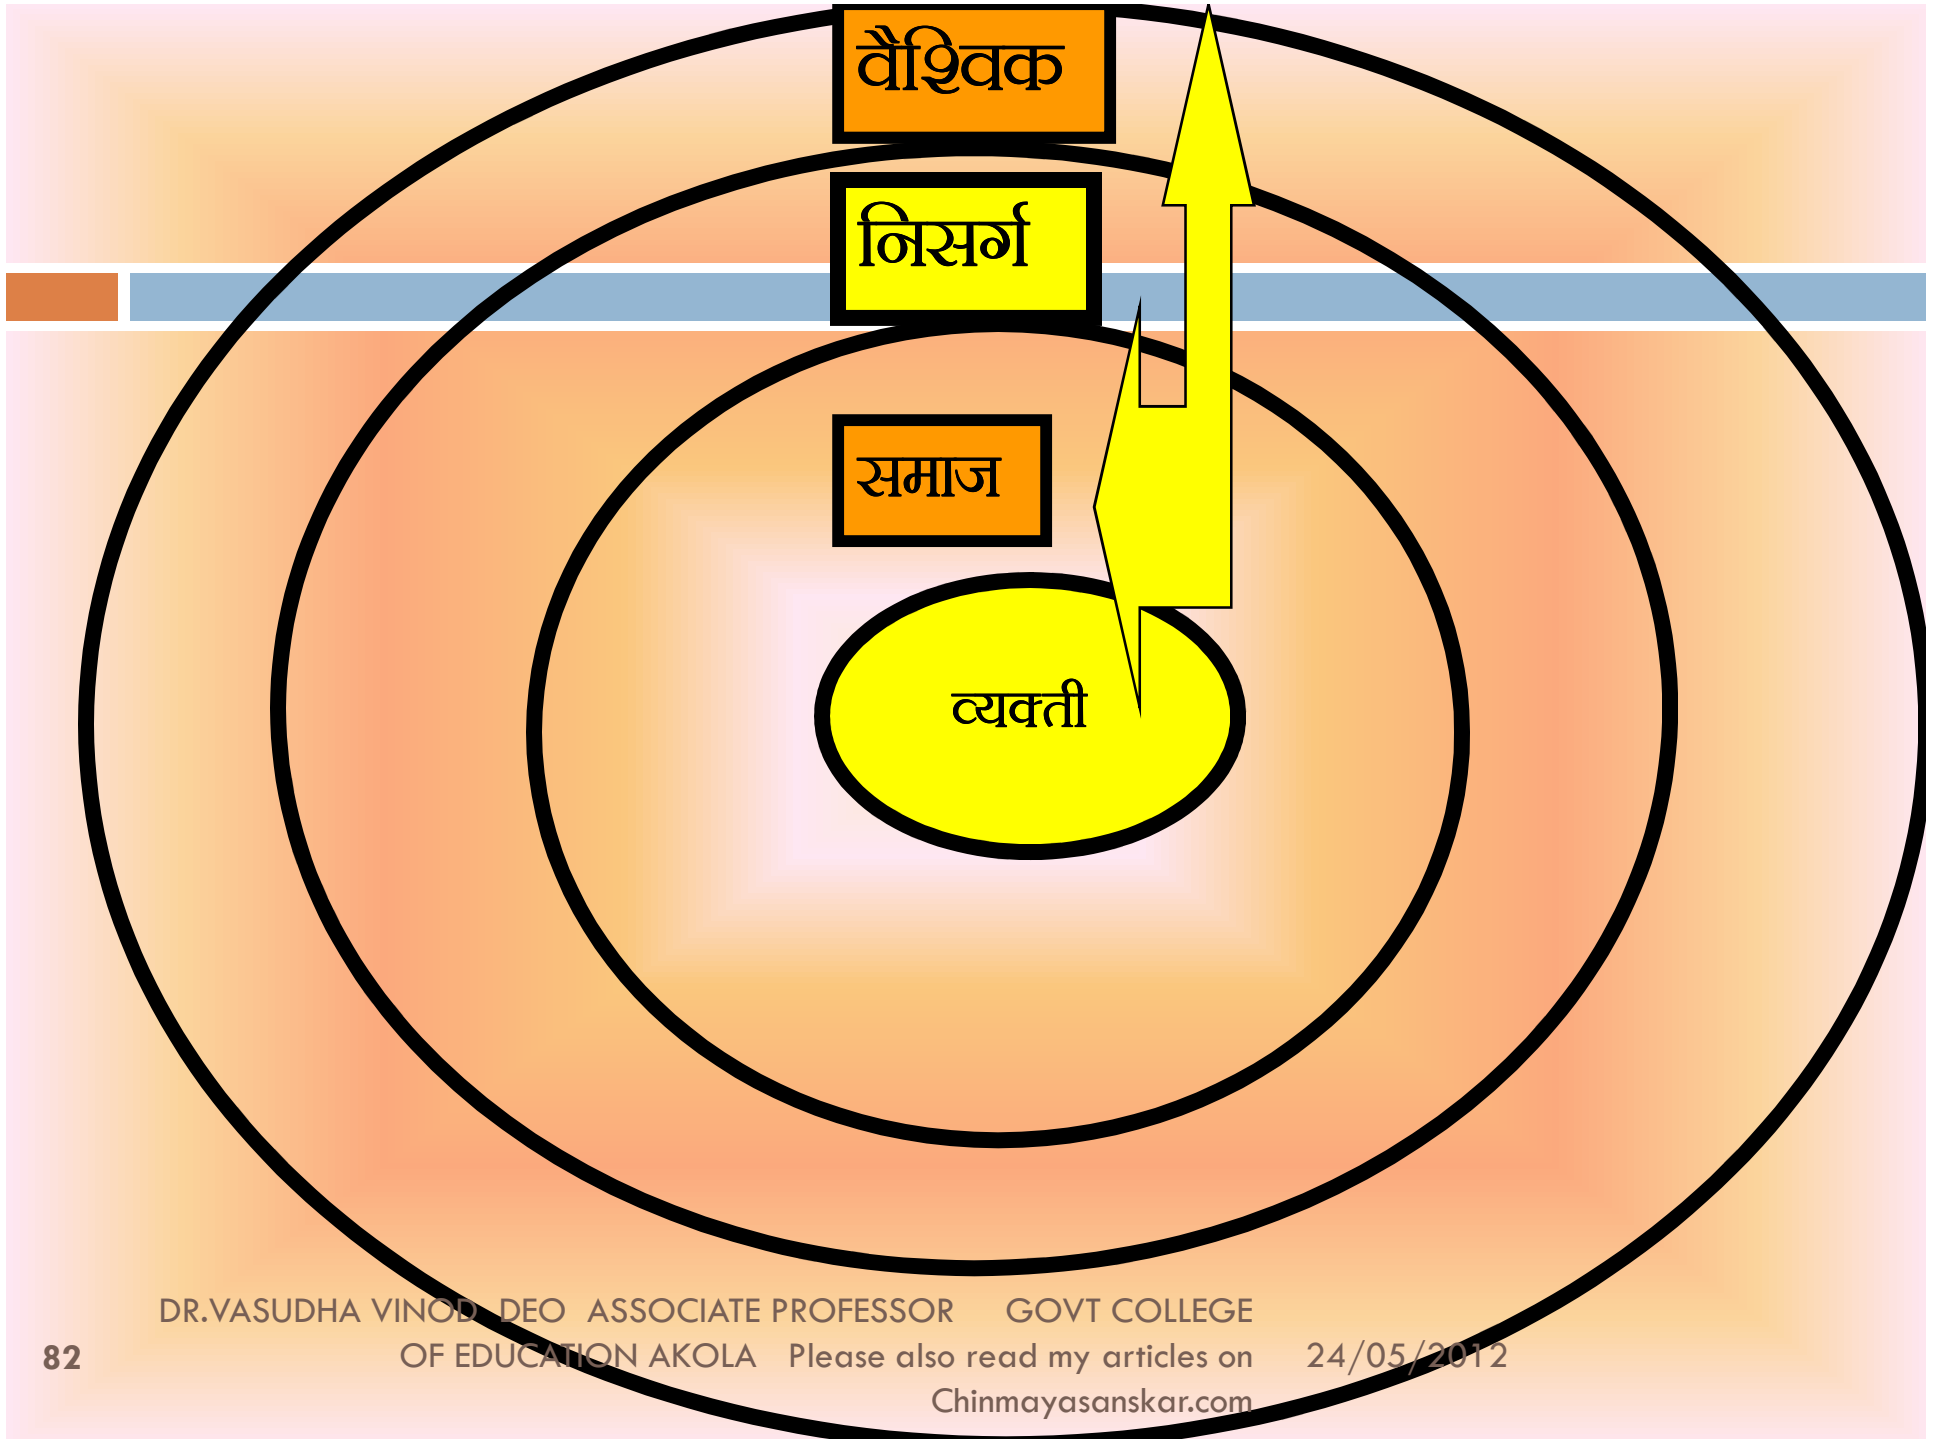 वैश्विक
निसर्ग
समाज
व्यक्ती
DR.VASUDHA VINOD DEO ASSOCIATE PROFESSOR GOVT COLLEGE
82 OF EDUCATION AKOLA Please also read my articles on 24/05/2012
Chinmayasanskar.com